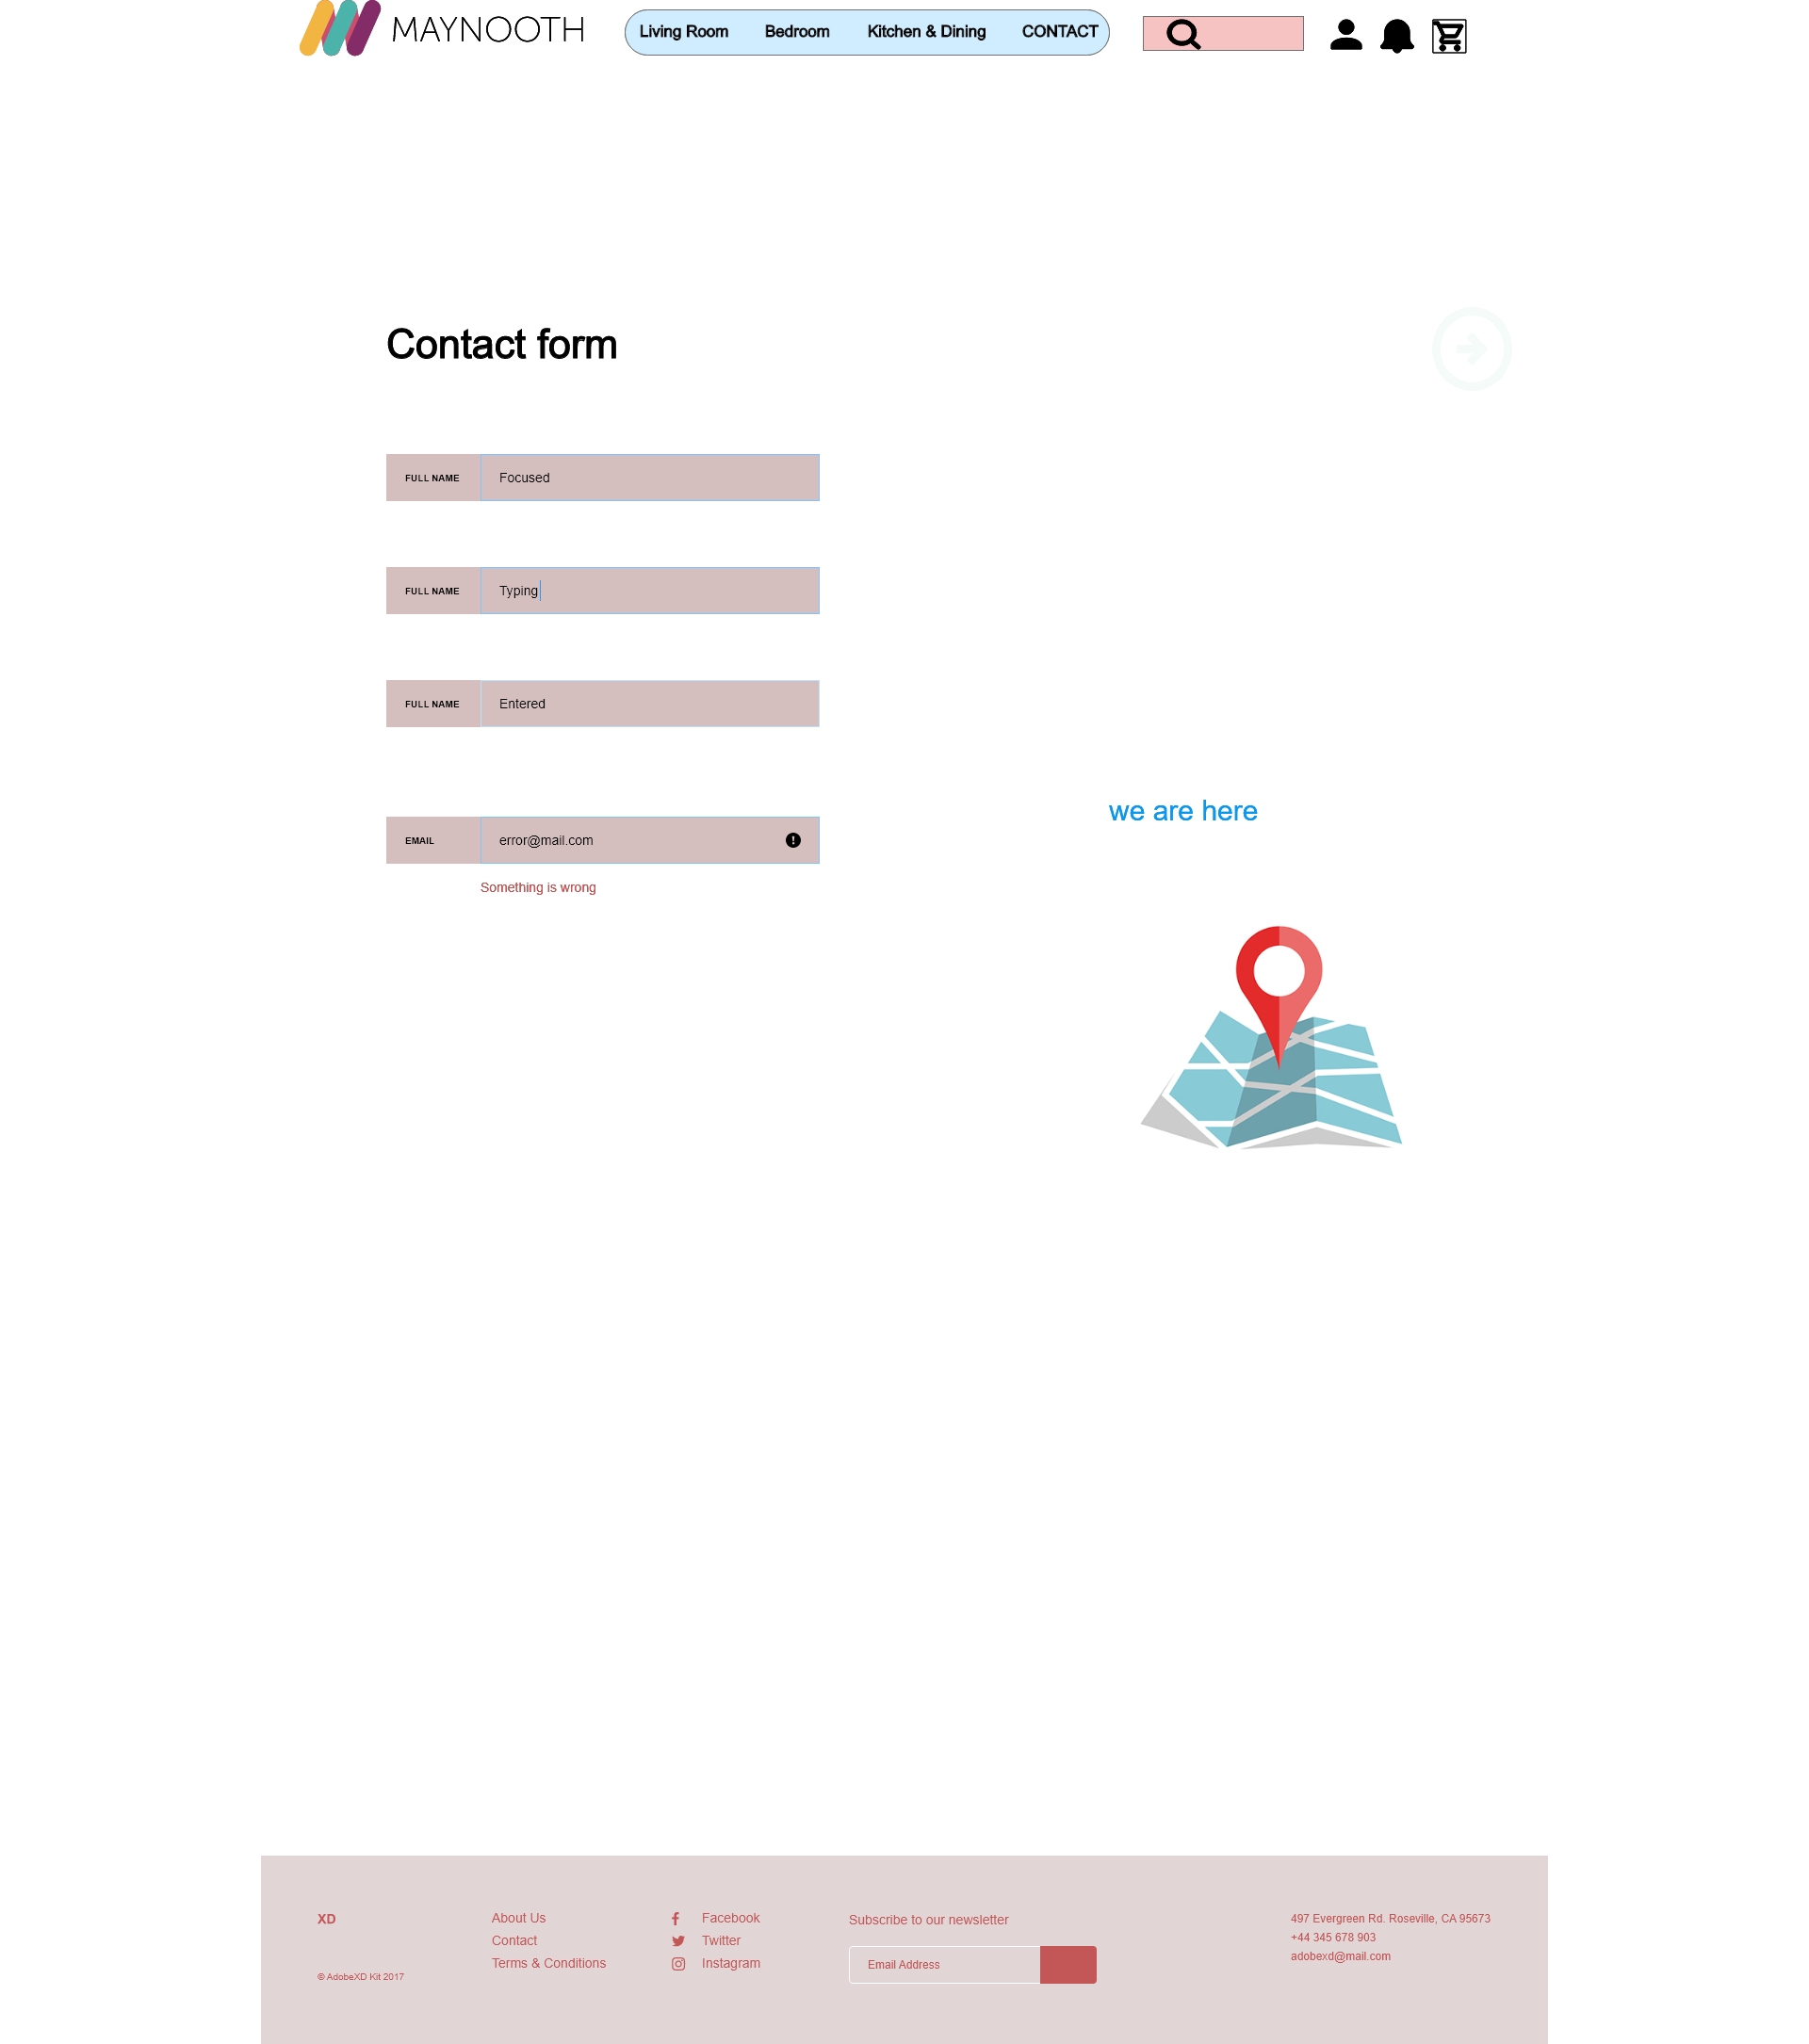 MAYNOOTH
Living Room
Bedroom
Kitchen & Dining
CONTACT
Contact form
FULL NAME
Focused
FULL NAME
Typing
FULL NAME
Entered
EMAIL
error@mail.com
Something is wrong
we are here
XD
© AdobeXD Kit 2017
About Us
Contact
Terms & Conditions
Facebook
Twitter
Instagram
Subscribe to our newsletter
Email Address
497 Evergreen Rd. Roseville, CA 95673
+44 345 678 903
adobexd@mail.com